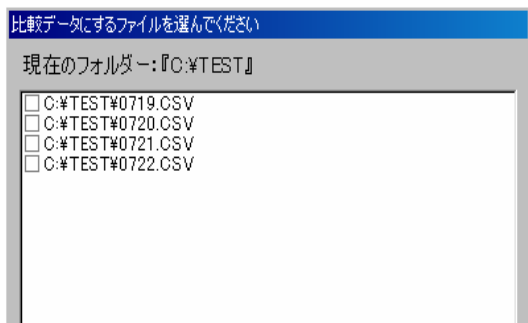 比較データにするファイルを選んでください
現在のフォルダー:『C:¥TEST』
C:¥TEST¥0719.CSV
C:¥TEST¥0720.CSV
C:¥TEST¥0721.CSV
C:¥TEST¥0722.CSV